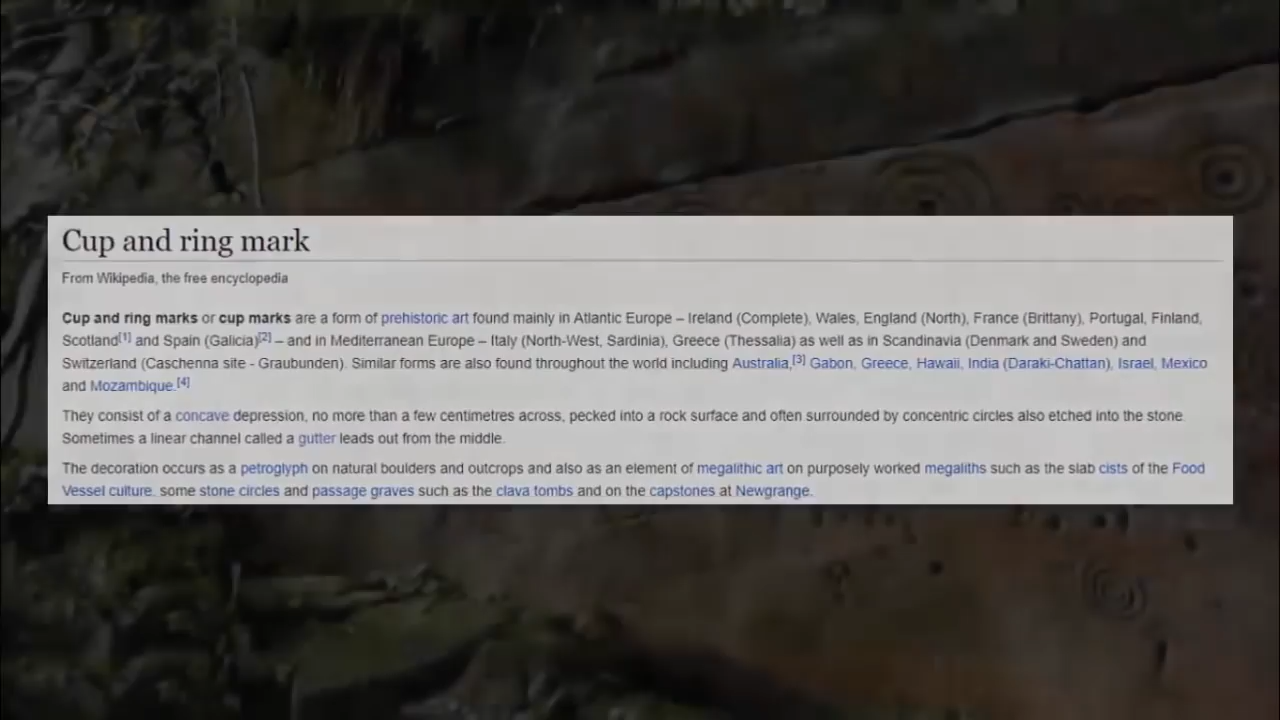 Cup and ring mark
From Wikipedia, the free encyclopedia
Cup and ring marks or cup marks are a form of prehistoric art found mainly in Atlantic Europe – Ireland (Complete), Wales, England (North), France (Brittany), Portugal, Finland,
Scotland[1] and Spain (Galicia)[2] – and in Mediterranean Europe – Italy (North-West, Sardinia), Greece (Thessalia) as well as in Scandinavia (Denmark and Sweden) and
Switzerland (Caschenna site - Graubunden). Similar forms are also found throughout the world including Australia,[3] Gabon, Greece, Hawaii, India (Daraki-Chattan), Israel, Mexico
and Mozambique.[4]
They consist of a concave depression, no more than a few centimetres across, pecked into a rock surface and often surrounded by concentric circles also etched into the stone.
Sometimes a linear channel called a gutter leads out from the middle.
The decoration occurs as a petroglyph on natural boulders and outcrops and also as an element of megalithic art on purposely worked megaliths such as the slab cists of the Food
Vessel culture, some stone circles and passage graves such as the clava tombs and on the capstones at Newgrange.